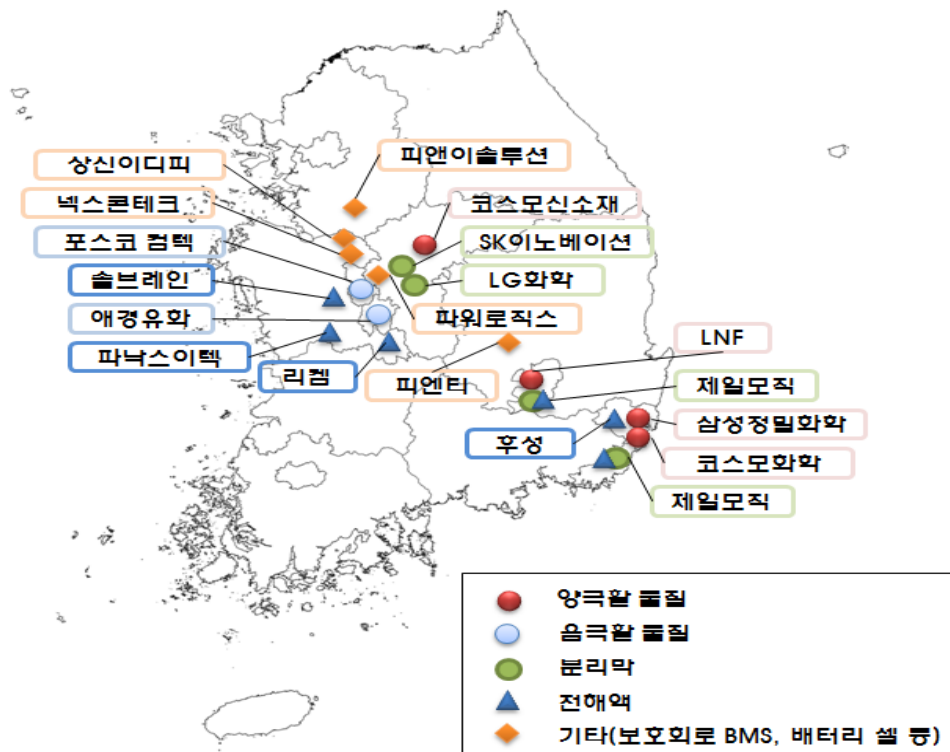 피앤이솔루션
상신이디피
넥스콘테크
코스모신소재
포스코 컴텍
SK이노베이션
솔브레인
LG화학
애경유화
파워로직스
파낙스이텍
리켐
피엔티
LNF
제일모직
삼성정밀화학
후성
코스모화학
제일모직
양극활 물질
음극활 물질
분리막
전해액
기타(보호회로 BMS, 배터리 셀 등)